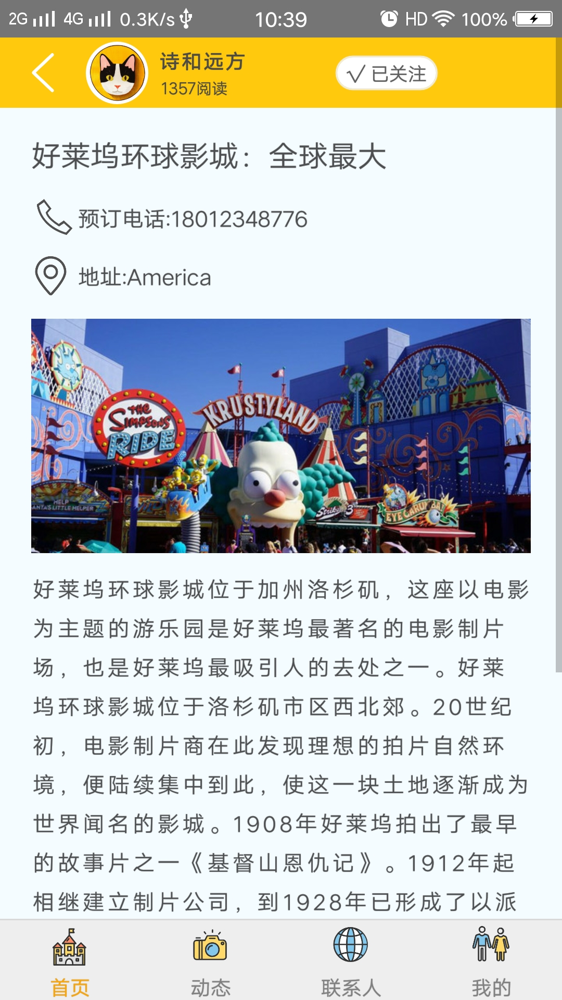 2G 4G 0.3K/s 10:39 HD 100%
诗和远方
1357阅读
已关注
好莱坞环球影城：全球最大
预订电话:18012348776
地址:America
THE
SIMPSONS
RIDE
KRUSTYLAND
HELP
SANTA'S LITTLE HELPER
Strike 3
EYE CARUMBA!
好莱坞环球影城位于加州洛杉矶，这座以电影
为主题的游乐园是好莱坞最著名的电影制片
场，也是好莱坞最吸引人的去处之一。好莱
坞环球影城位于洛杉矶市区西北郊。20世纪
初，电影制片商在此发现理想的拍片自然环
境，便陆续集中到此，使这一块土地逐渐成为
世界闻名的影城。1908年好莱坞拍出了最早
的故事片之一《基督山恩仇记》。1912年起
相继建立制片公司，到1928年已形成了以派
首页 动态 联系人 我的